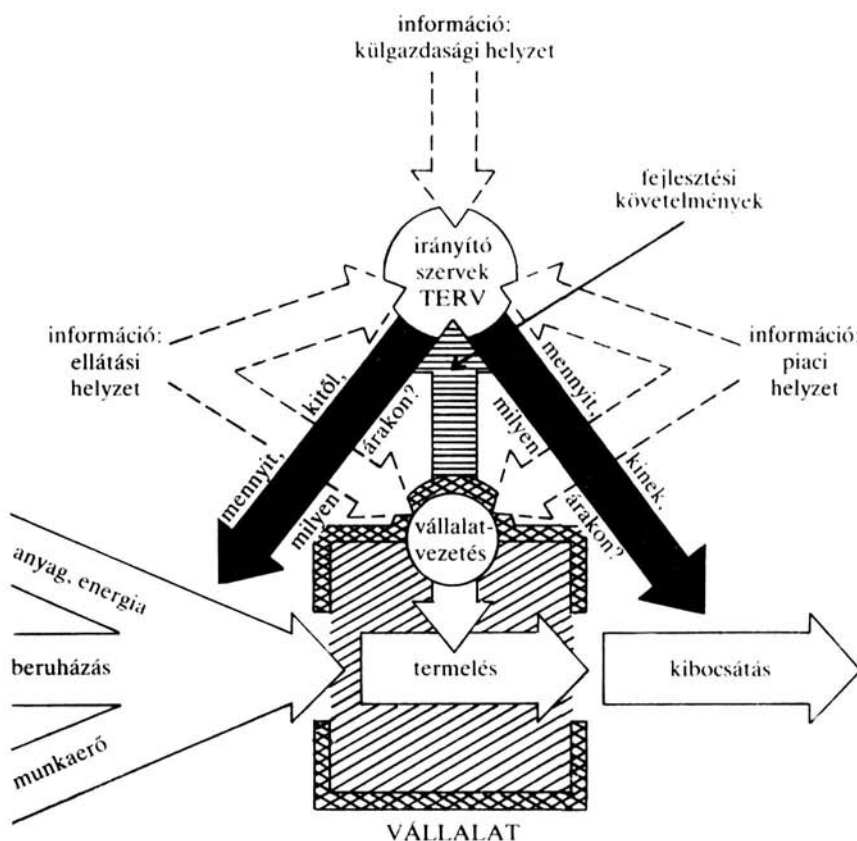 információ:
külgazdasági helyzet
fejlesztési
követelmények
irányító
szervek
TERV
információ:
ellátási
helyzet
információ:
piaci
helyzet
mennyit, kitől,
milyen árakon?
mennyit, kinek,
milyen árakon?
vállalat-
vezetés
anyag, energia
beruházás
munkaerő
termelés
kibocsátás
VÁLLALAT